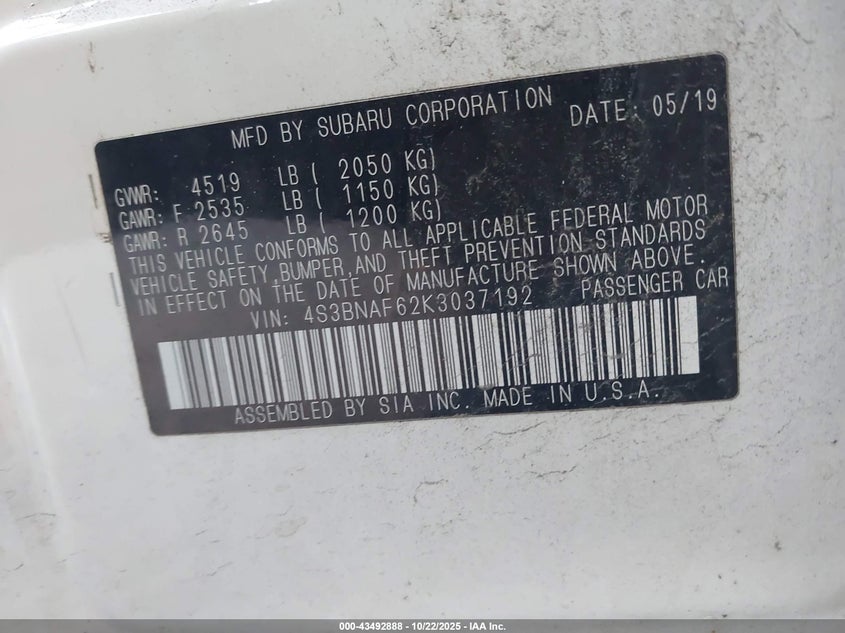 MFD BY SUBARU CORPORATION DATE: 05/19
GVWR: 4519 LB ( 2050 KG)
GAWR: F 2535 LB ( 1150 KG)
GAWR: R 2645 LB ( 1200 KG)
THIS VEHICLE CONFORMS TO ALL APPLICABLE FEDERAL MOTOR
VEHICLE SAFETY,BUMPER,AND THEFT PREVENTION STANDARDS
IN EFFECT ON THE DATE OF MANUFACTURE SHOWN ABOVE.
VIN: 4S3BNAF62K3037192 PASSENGER CAR
ASSEMBLED BY SIA INC. MADE IN U.S.A.
000-43492888 - 10/22/2025 - IAA Inc.